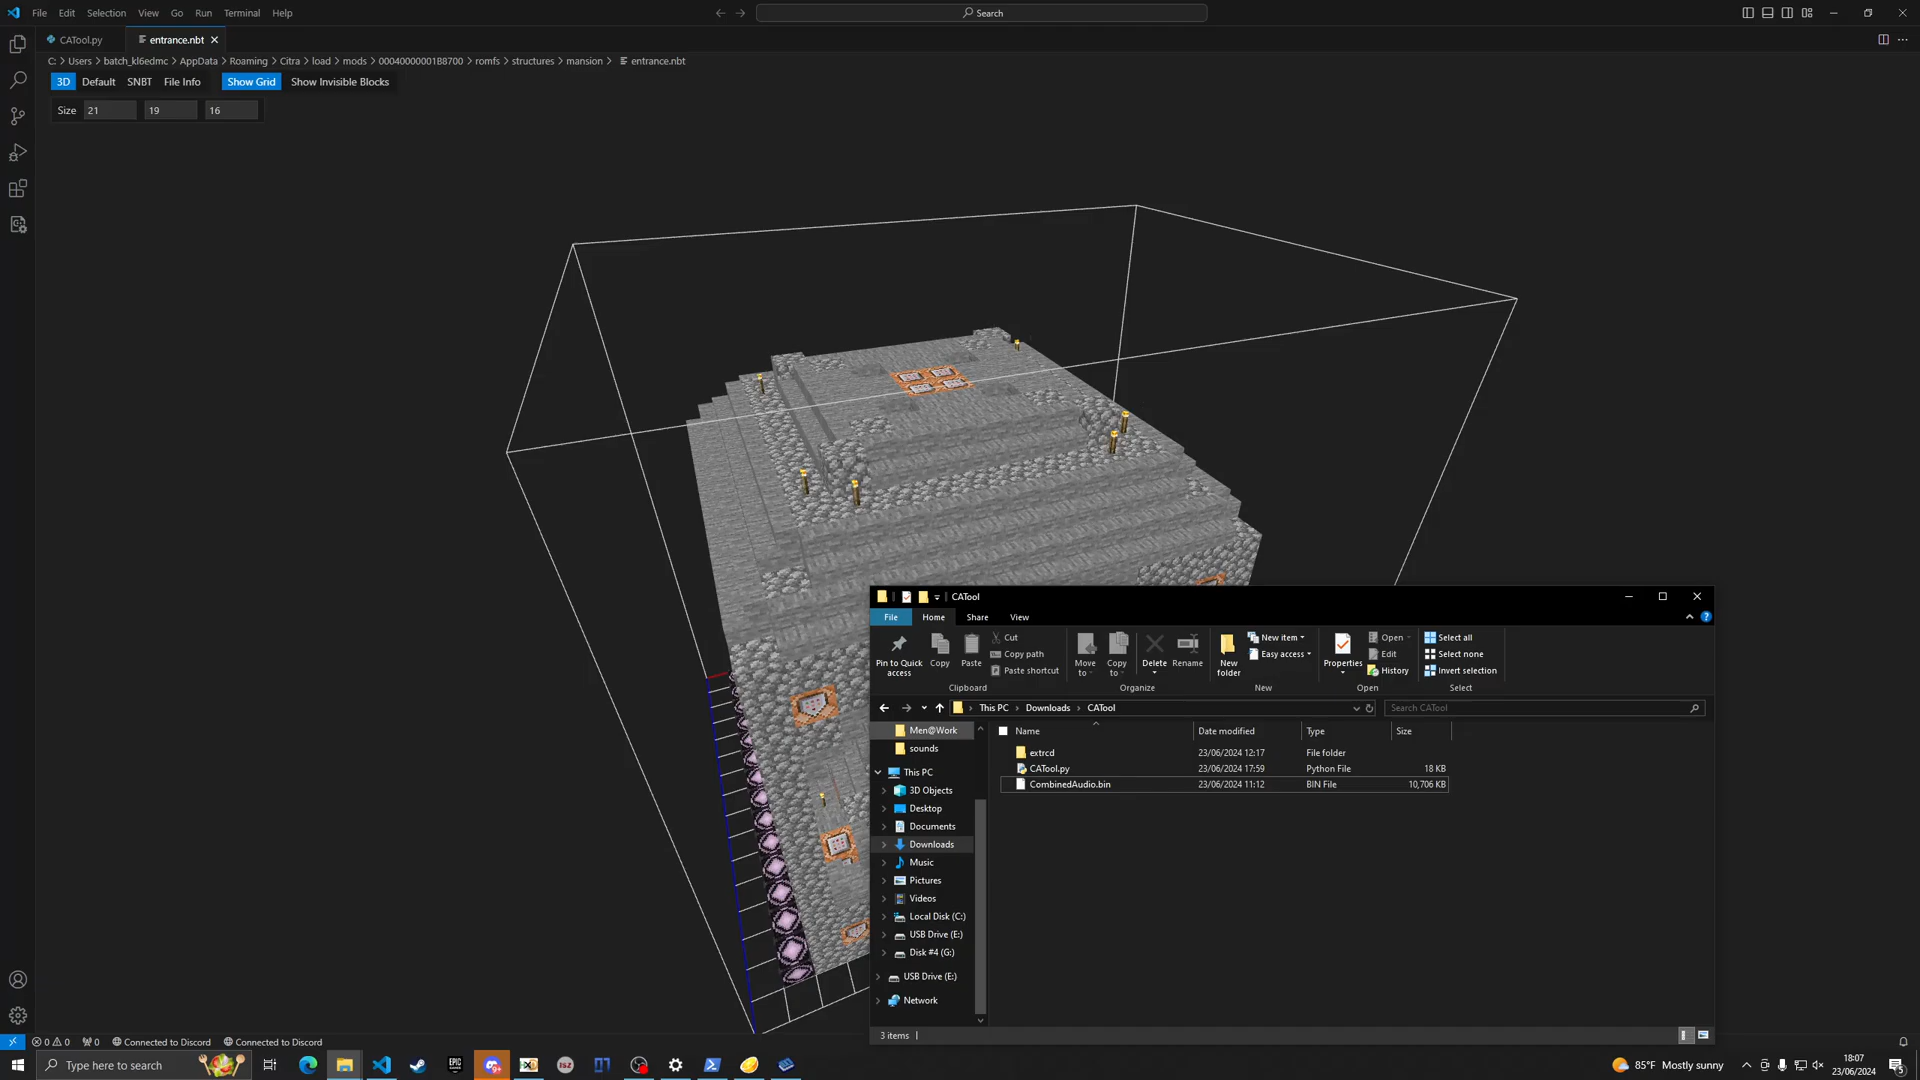 File Edit Selection View Go Run Terminal Help
Search
CATool.py
entrance.nbt
C: > Users > batch_kl6edmc > AppData > Roaming > Citra > load > mods > 00040000001B8700 > romfs > structures > mansion > entrance.nbt
3D Default SNBT File Info Show Grid Show Invisible Blocks
Size 21 19 16
CATool
File Home Share View
Pin to Quick access
Copy
Paste
Cut
Copy path
Paste shortcut
Clipboard
Move to
Copy to
Delete
Rename
Organize
New folder
New item
Easy access
New
Properties
Open
Edit
History
Open
Select all
Select none
Invert selection
Select
This PC > Downloads > CATool
Search CATool
Men@Work
sounds
This PC
3D Objects
Desktop
Documents
Downloads
Music
Pictures
Videos
Local Disk (C:)
USB Drive (E:)
Disk #4 (G:)
USB Drive (E:)
Network
Name Date modified Type Size
extrcd 23/06/2024 12:17 File folder
CATool.py 23/06/2024 17:59 Python File 18 KB
CombinedAudio.bin 23/06/2024 11:12 BIN File 10,706 KB
3 items
0 0 0 Connected to Discord Connected to Discord
Type here to search
EPIC GAMES
85°F Mostly sunny
18:07
23/06/2024